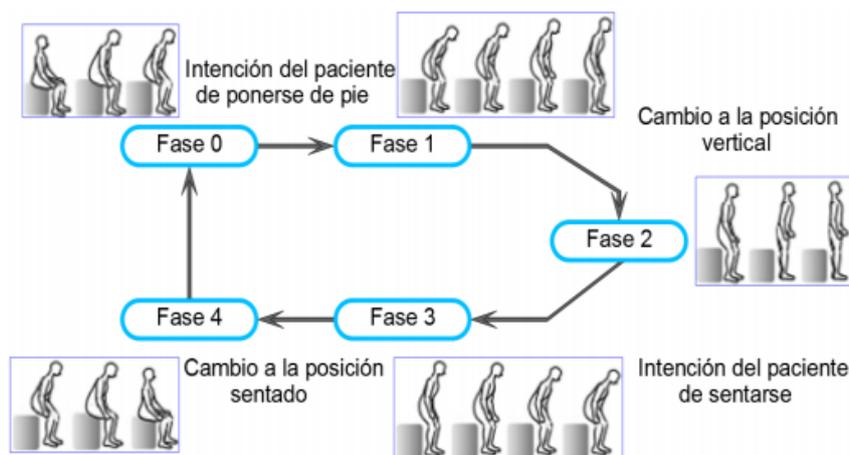 Intención del paciente
de ponerse de pie
Fase 0
Fase 1
Cambio a la posición
vertical
Fase 2
Fase 4
Fase 3
Cambio a la posición
sentado
Intención del paciente
de sentarse